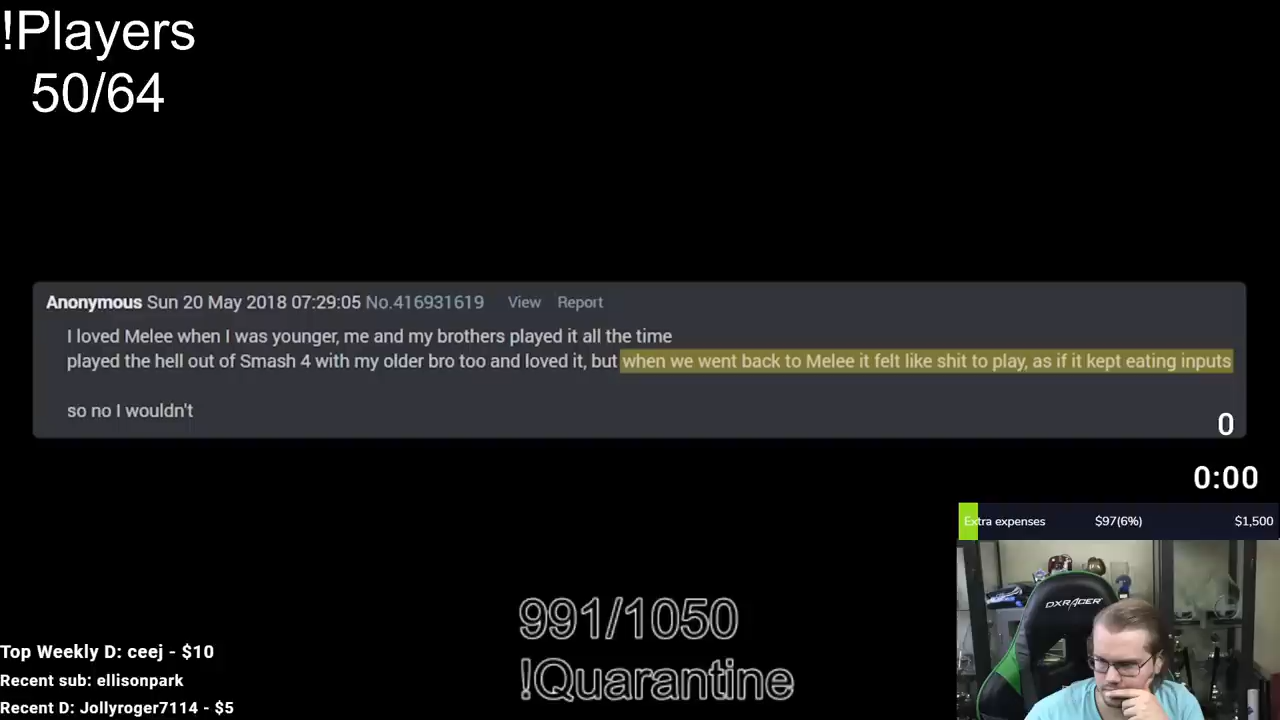 !Players
50/64
Anonymous Sun 20 May 2018 07:29:05 No.416931619 View Report
I loved Melee when I was younger, me and my brothers played it all the time
played the hell out of Smash 4 with my older bro too and loved it, but when we went back to Melee it felt like shit to play, as if it kept eating inputs
so no I wouldn't
0
0:00
Extra expenses $97(6%) $1,500
DXRACER
991/1050
!Quarantine
Top Weekly D: ceej - $10
Recent sub: ellisonpark
Recent D: Jollyroger7114 - $5